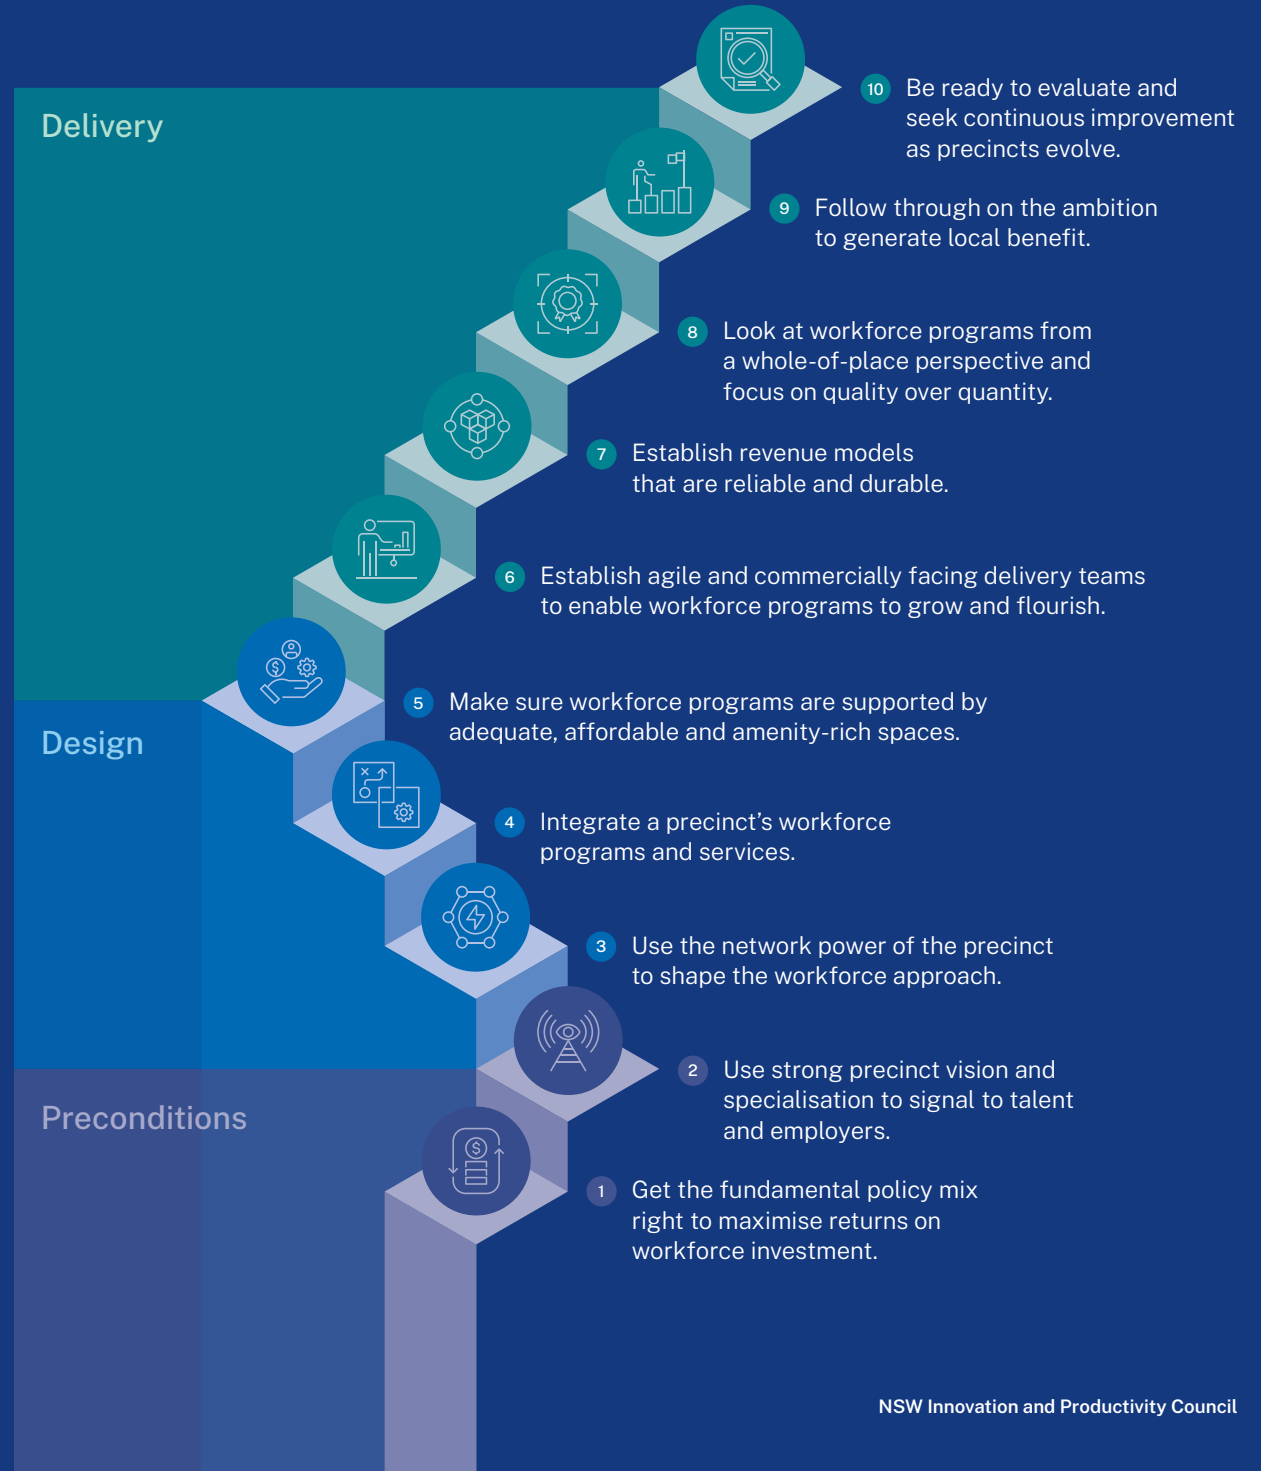 Delivery
10 Be ready to evaluate and
seek continuous improvement
as precincts evolve.
9 Follow through on the ambition
to generate local benefit.
8 Look at workforce programs from
a whole-of-place perspective and
focus on quality over quantity.
7 Establish revenue models
that are reliable and durable.
6 Establish agile and commercially facing delivery teams
to enable workforce programs to grow and flourish.
Design
5 Make sure workforce programs are supported by
adequate, affordable and amenity-rich spaces.
4 Integrate a precinct’s workforce
programs and services.
3 Use the network power of the precinct
to shape the workforce approach.
Preconditions
2 Use strong precinct vision and
specialisation to signal to talent
and employers.
1 Get the fundamental policy mix
right to maximise returns on
workforce investment.
NSW Innovation and Productivity Council